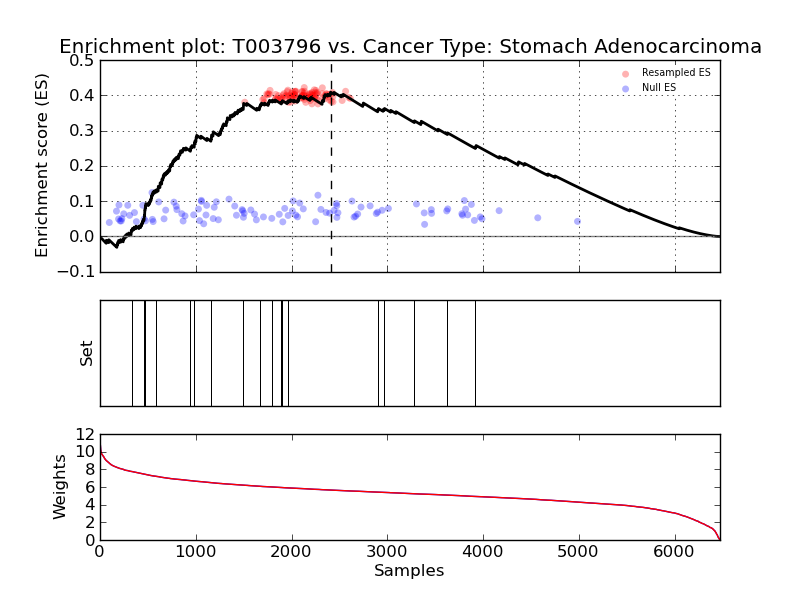 Enrichment plot: T003796 vs. Cancer Type: Stomach Adenocarcinoma
Enrichment score (ES)
0.5
0.4
0.3
0.2
0.1
0.0
−0.1
Resampled ES
Null ES
Set
Weights
12
10
8
6
4
2
0
0 1000 2000 3000 4000 5000 6000
Samples